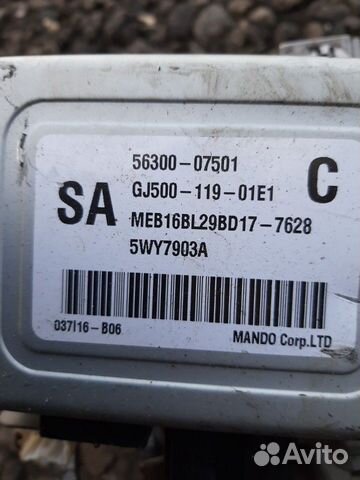 56300-07501
GJ500-119-01E1
C
SA
MEB16BL29BD17-7628
5WY7903A
037I16-B06
MANDO Corp.LTD
Avito